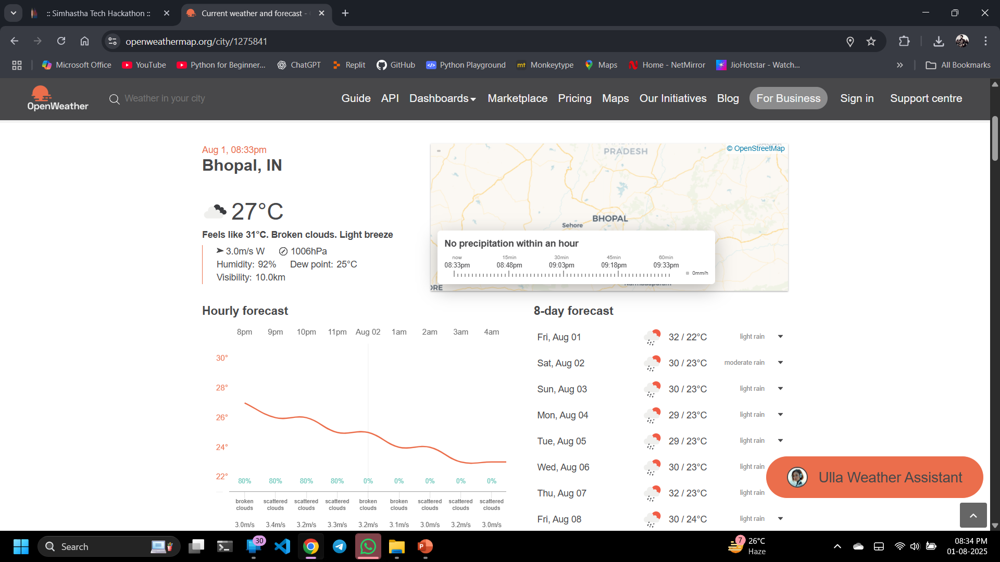 :: Simhastha Tech Hackathon ::
Current weather and forecast -
openweathermap.org/city/1275841
Microsoft Office YouTube Python for Beginner... ChatGPT Replit GitHub Python Playground Monkeytype Maps Home - NetMirror JioHotstar - Watch... All Bookmarks
OpenWeather
Weather in your city
Guide API Dashboards Marketplace Pricing Maps Our Initiatives Blog For Business Sign in Support centre
Aug 1, 08:33pm
Bhopal, IN
27°C
Feels like 31°C. Broken clouds. Light breeze
3.0m/s W 1006hPa
Humidity: 92% Dew point: 25°C
Visibility: 10.0km
PRADESH
© OpenStreetMap
BHOPAL
Sehore
No precipitation within an hour
now 15min 30min 45min 60min
08:33pm 08:48pm 09:03pm 09:18pm 09:33pm
0mm/h
Hourly forecast
8pm 9pm 10pm 11pm Aug 02 1am 2am 3am 4am
30°
28°
26°
24°
22°
80% 80% 80% 80% 0% 0% 0% 0% 0%
broken scattered scattered scattered broken broken scattered scattered scattered
clouds clouds clouds clouds clouds clouds clouds clouds clouds
3.0m/s 3.4m/s 3.2m/s 3.3m/s 3.2m/s 3.1m/s 3.0m/s 3.2m/s 3.0m/s
8-day forecast
Fri, Aug 01 32 / 22°C light rain
Sat, Aug 02 30 / 23°C moderate rain
Sun, Aug 03 30 / 23°C light rain
Mon, Aug 04 29 / 23°C light rain
Tue, Aug 05 29 / 23°C light rain
Wed, Aug 06 30 / 23°C light rain
Thu, Aug 07 32 / 23°C light rain
Fri, Aug 08 30 / 24°C light rain
Ulla Weather Assistant
Search
30
7
26°C
Haze
08:34 PM
01-08-2025